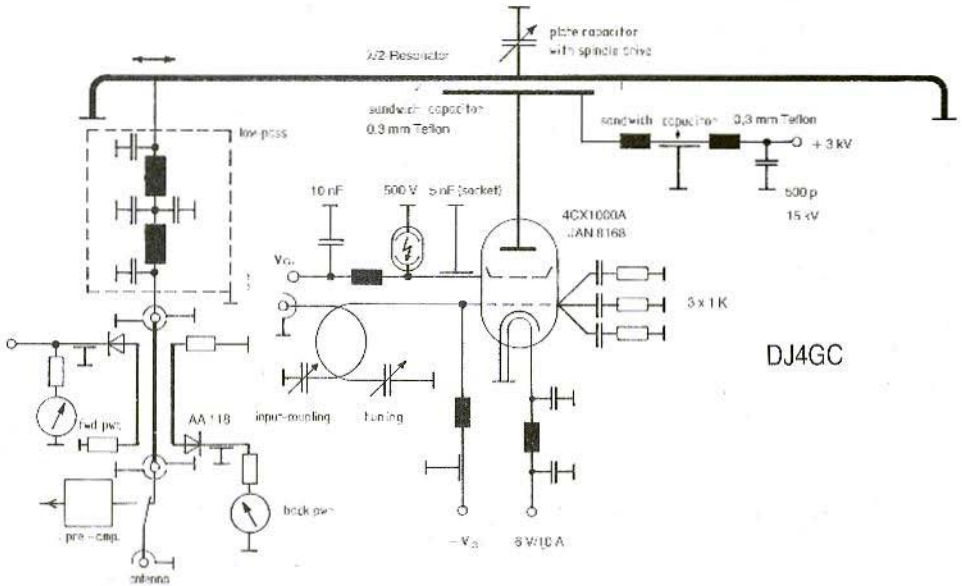 plate capacitor
with spindle drive
λ/2-Resonator
sandwich capacitor
0.3 mm Teflon
low-pass
sandwich capacitor 0,3 mm Teflon
+ 3 kV
500 p
15 kV
10 nF
500 V
5 nF (socket)
4CX1000A
JAN 8168
3 x 1 K
DJ4GC
input-coupling
tuning
fwd pwr.
AA 118
back pwr.
pre-amp.
antenna
6 V/10 A